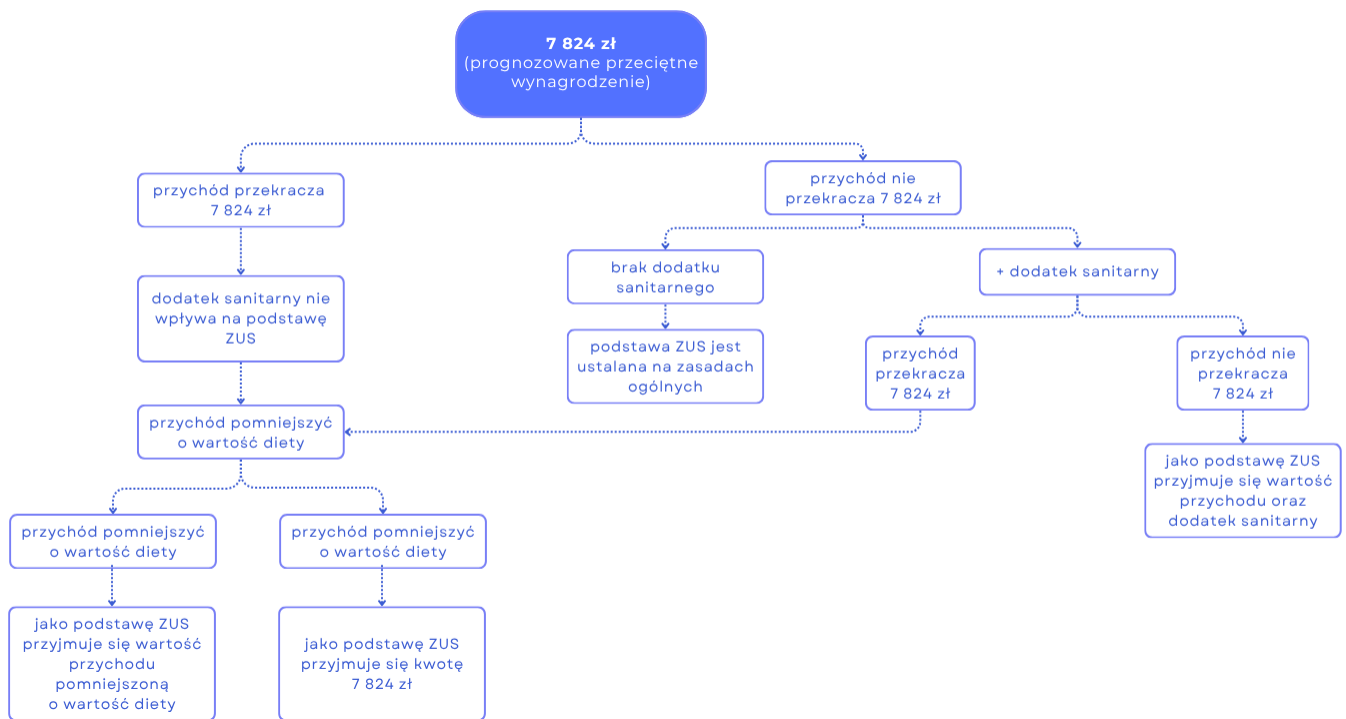 7 824 zł
(prognozowane przeciętne
wynagrodzenie)
przychód przekracza
7 824 zł
przychód nie
przekracza 7 824 zł
brak dodatku
sanitarnego
+ dodatek sanitarny
dodatek sanitarny nie
wpływa na podstawę
ZUS
podstawa ZUS jest
ustalana na zasadach
ogólnych
przychód
przekracza
7 824 zł
przychód nie
przekracza
7 824 zł
przychód pomniejszyć
o wartość diety
jako podstawę ZUS
przyjmuje się wartość
przychodu oraz
dodatek sanitarny
przychód pomniejszyć
o wartość diety
przychód pomniejszyć
o wartość diety
jako podstawę ZUS
przyjmuje się wartość
przychodu
pomniejszoną
o wartość diety
jako podstawę ZUS
przyjmuje się kwotę
7 824 zł